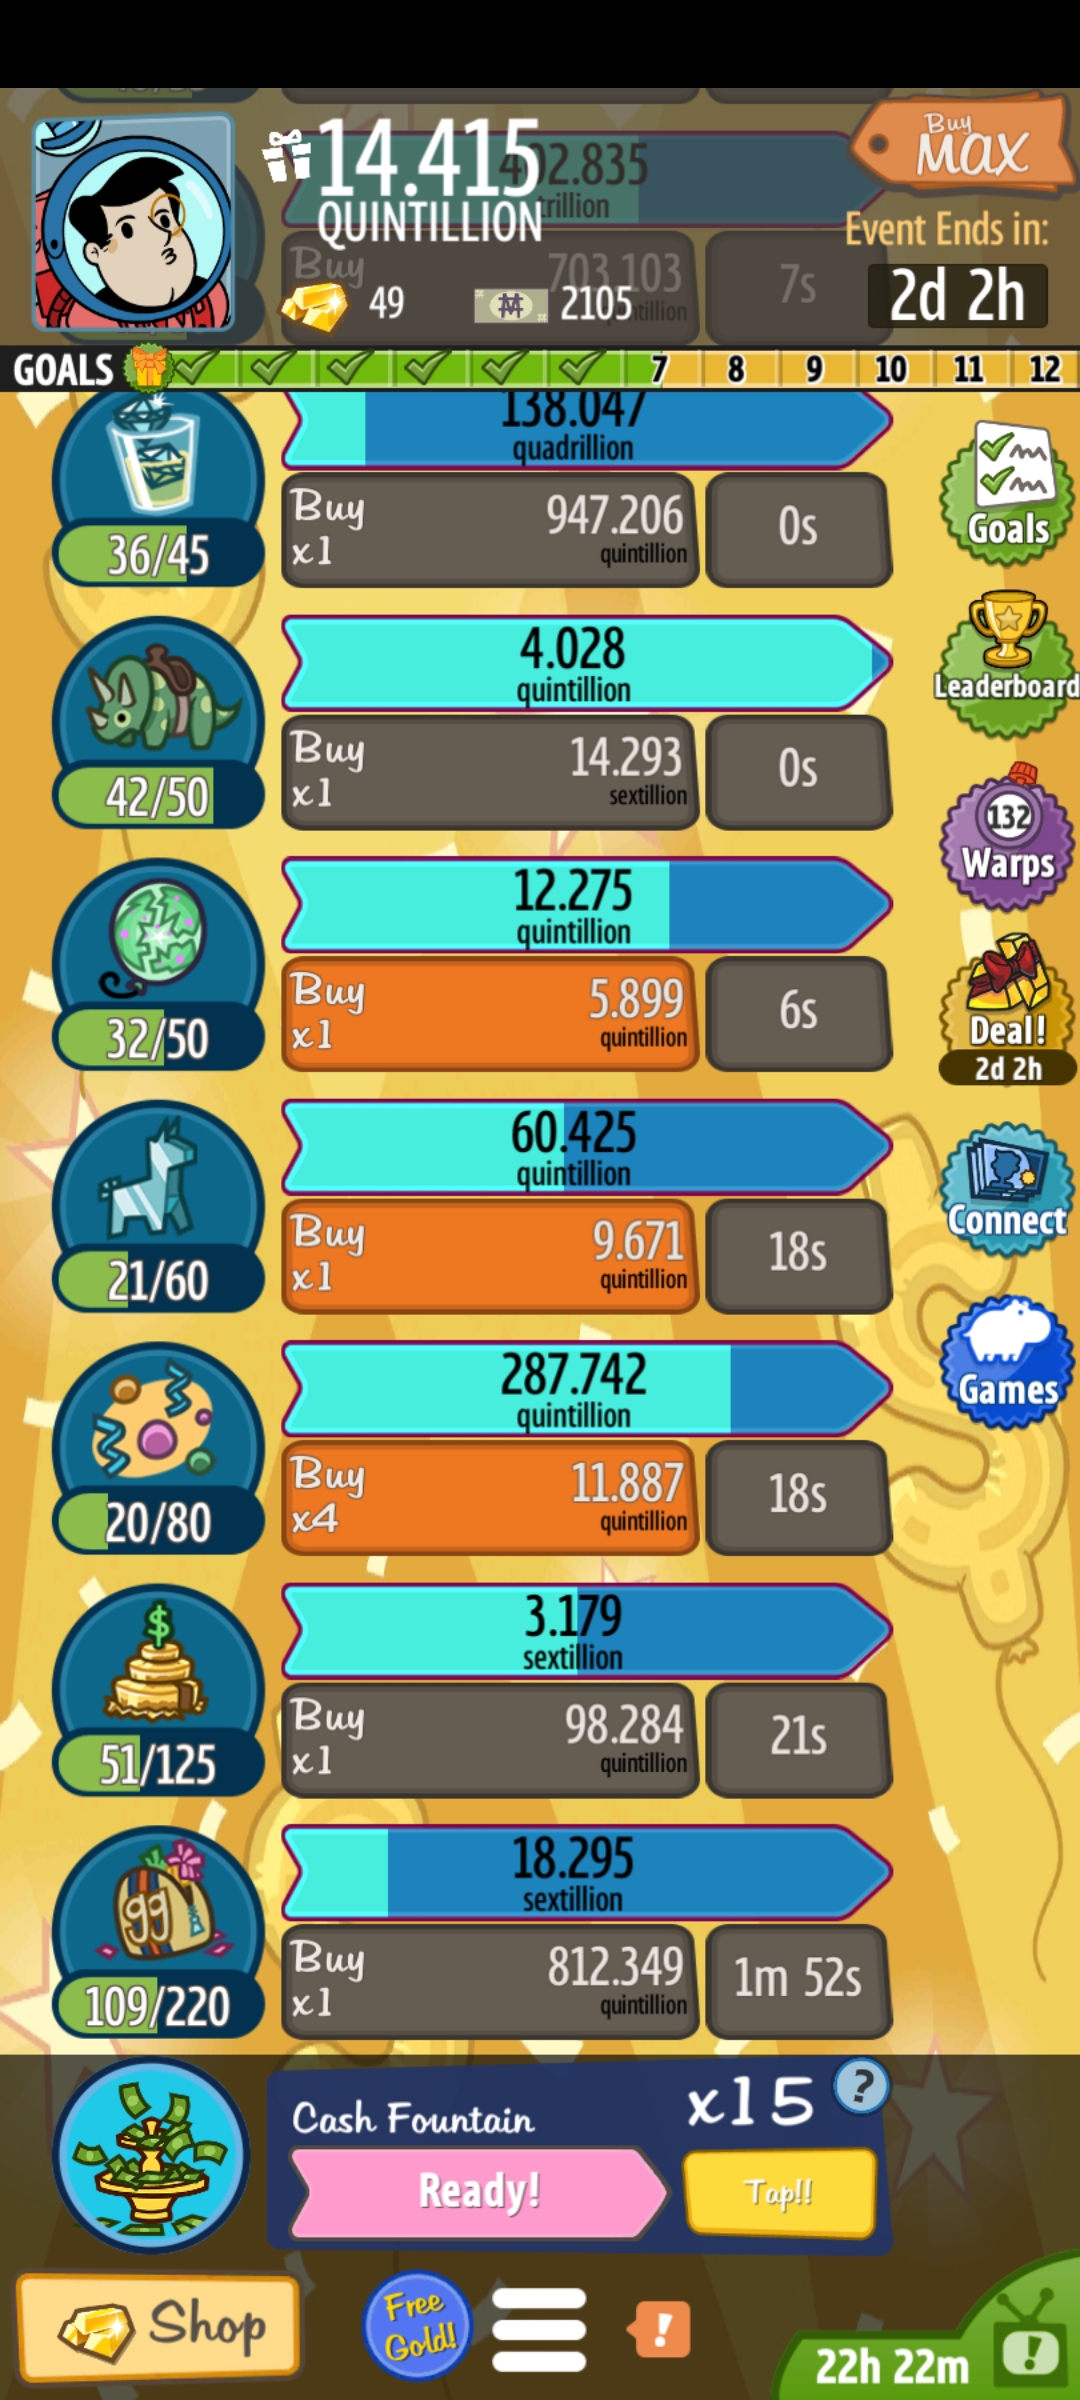 14.415
QUINTILLION
Buy
MAX
Event Ends in:
2d 2h
402.835
trillion
Buy
703.103
7s
49
2105
GOALS
7
8
9
10
11
12
138.047
quadrillion
36/45
Buy
x1
947.206
quintillion
0s
Goals
4.028
quintillion
42/50
Buy
x1
14.293
sextillion
0s
Leaderboard
132
Warps
12.275
quintillion
32/50
Buy
x1
5.899
quintillion
6s
Deal!
2d 2h
60.425
quintillion
21/60
Buy
x1
9.671
quintillion
18s
Connect
287.742
quintillion
20/80
Buy
x4
11.887
quintillion
18s
Games
$
3.179
sextillion
51/125
Buy
x1
98.284
quintillion
21s
99
18.295
sextillion
109/220
Buy
x1
812.349
quintillion
1m 52s
Cash Fountain
x15
?
Ready!
Tap!!
Shop
Free
Gold!
!
22h 22m
!